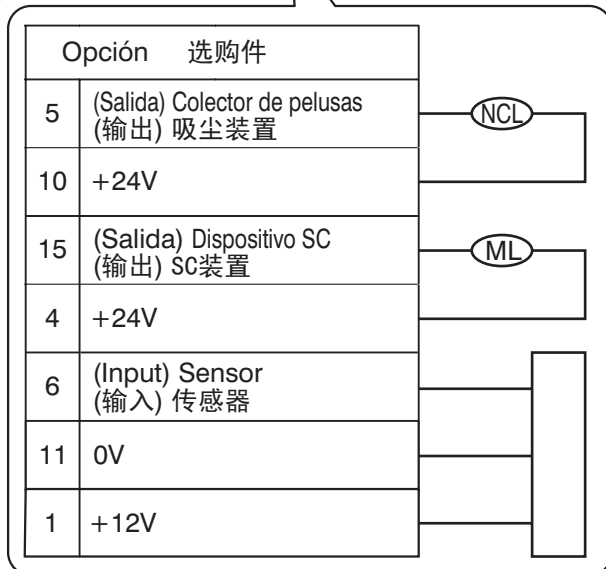 Opción 选购件
5 (Salida) Colector de pelusas
(输出) 吸尘装置
NCL
10 +24V
15 (Salida) Dispositivo SC
(输出) SC装置
ML
4 +24V
6 (Input) Sensor
(输入) 传感器
11 0V
1 +12V